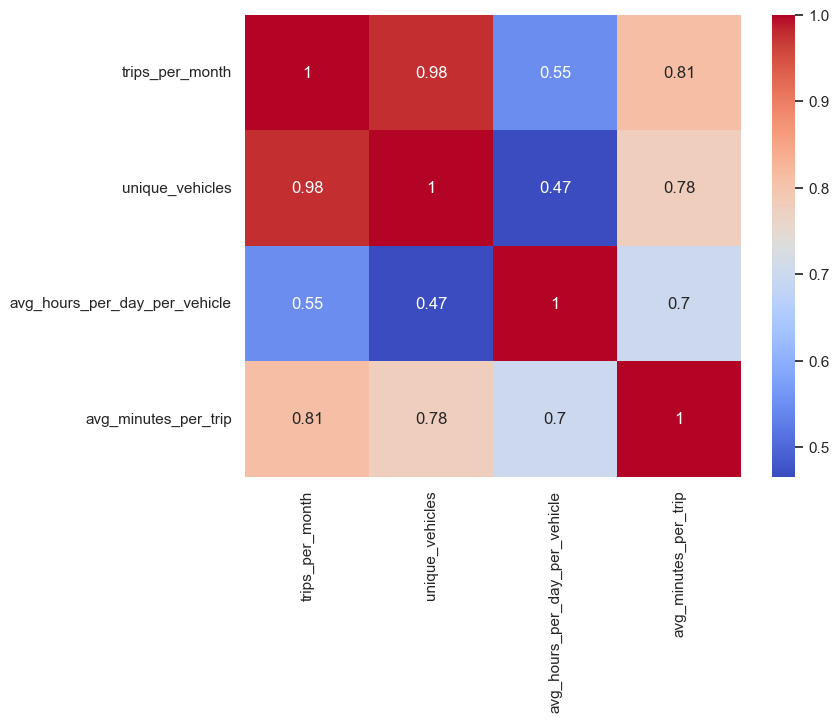 trips_per_month 1 0.98 0.55 0.81
unique_vehicles 0.98 1 0.47 0.78
avg_hours_per_day_per_vehicle 0.55 0.47 1 0.7
avg_minutes_per_trip 0.81 0.78 0.7 1
trips_per_month
unique_vehicles
avg_hours_per_day_per_vehicle
avg_minutes_per_trip
1.0
0.9
0.8
0.7
0.6
0.5